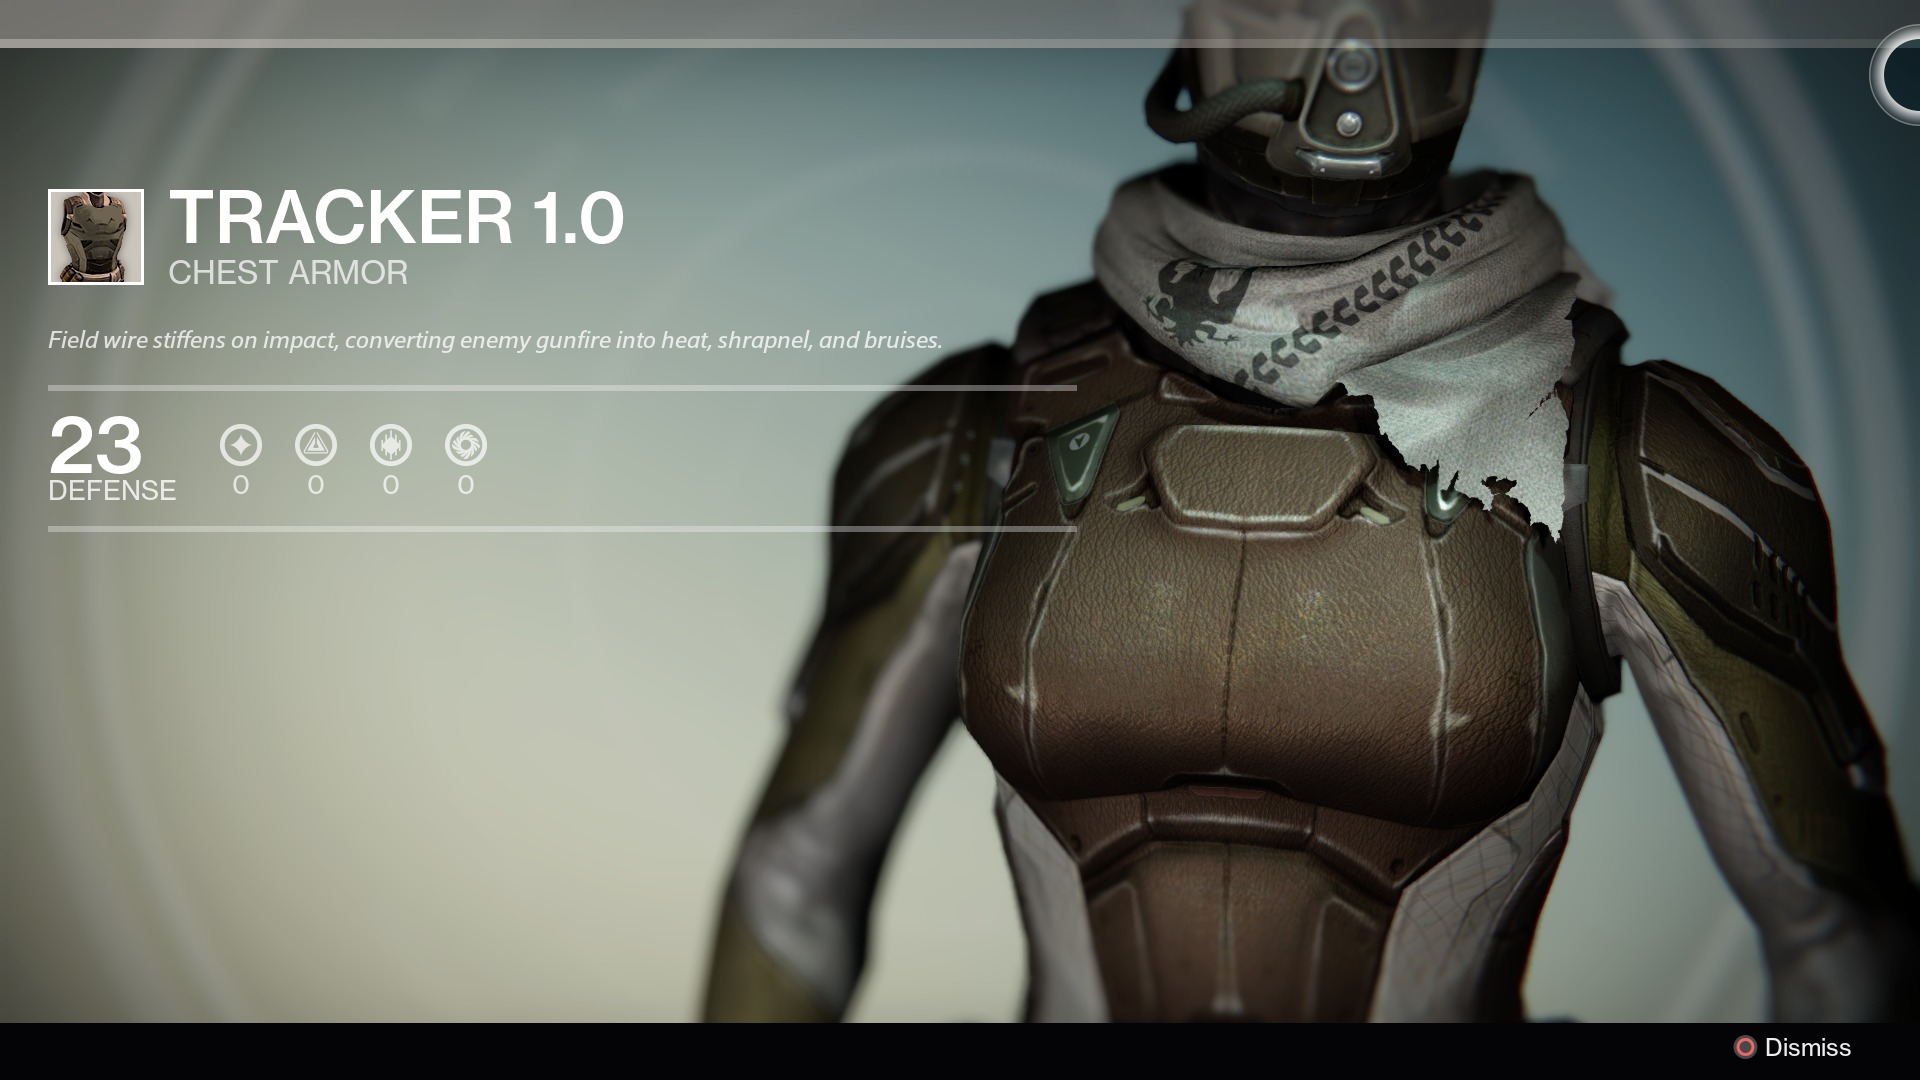 TRACKER 1.0
CHEST ARMOR
Field wire stiffens on impact, converting enemy gunfire into heat, shrapnel, and bruises.
23
DEFENSE
0 0 0 0
Dismiss